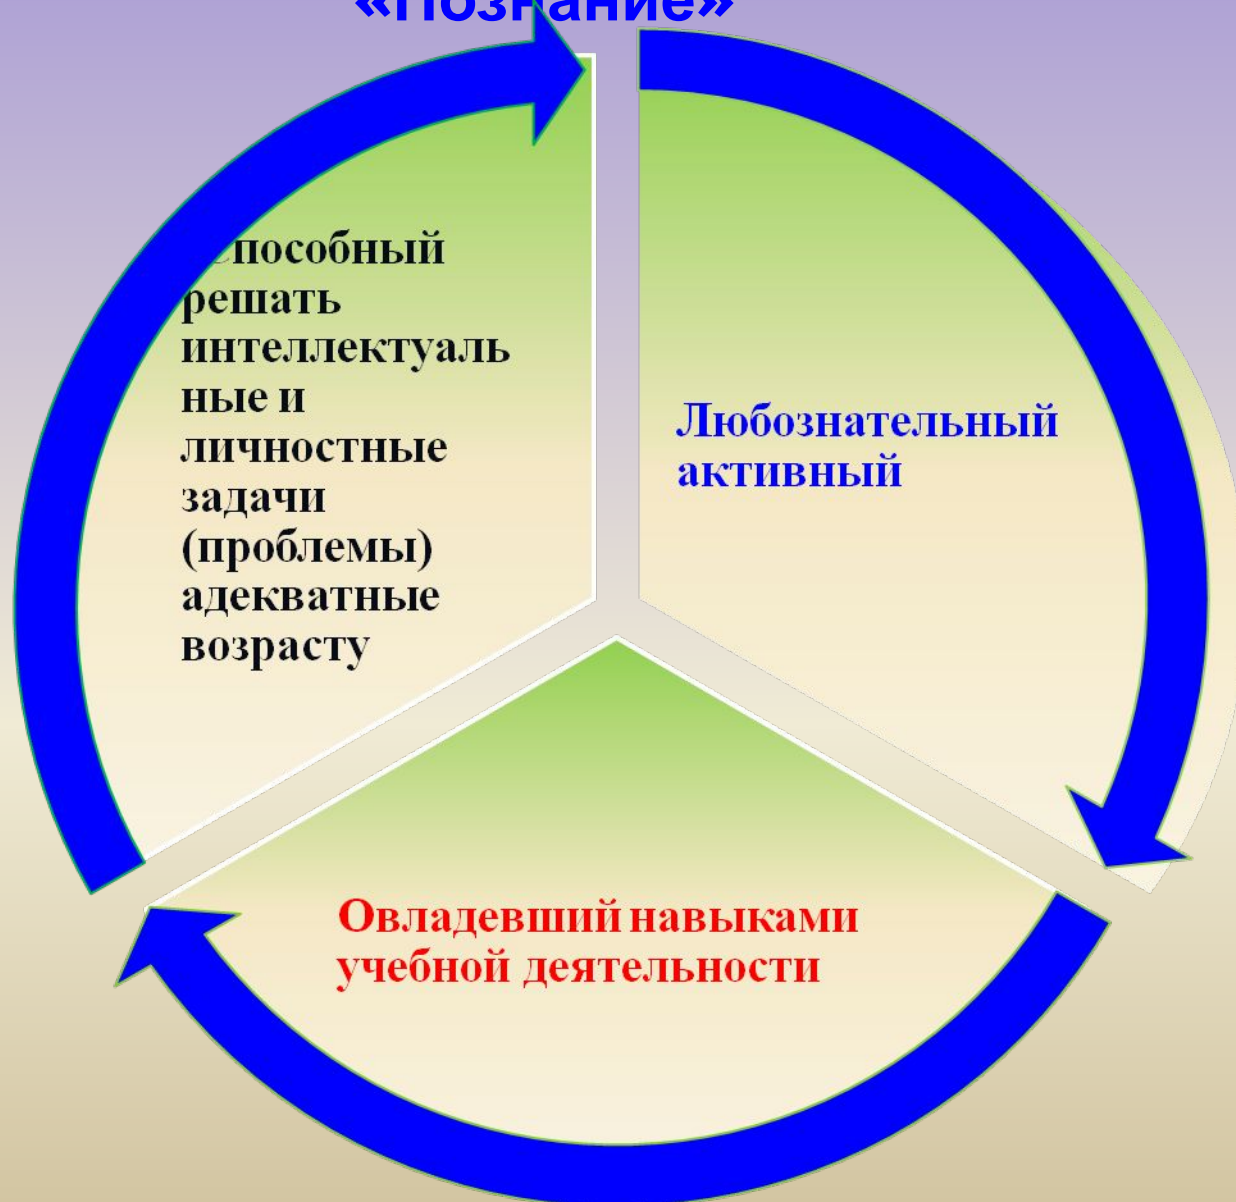 «Познание»
Способный
решать
интеллектуаль
ные и
личностные
задачи
(проблемы)
адекватные
возрасту
Любознательный
активный
Овладевший навыками
учебной деятельности